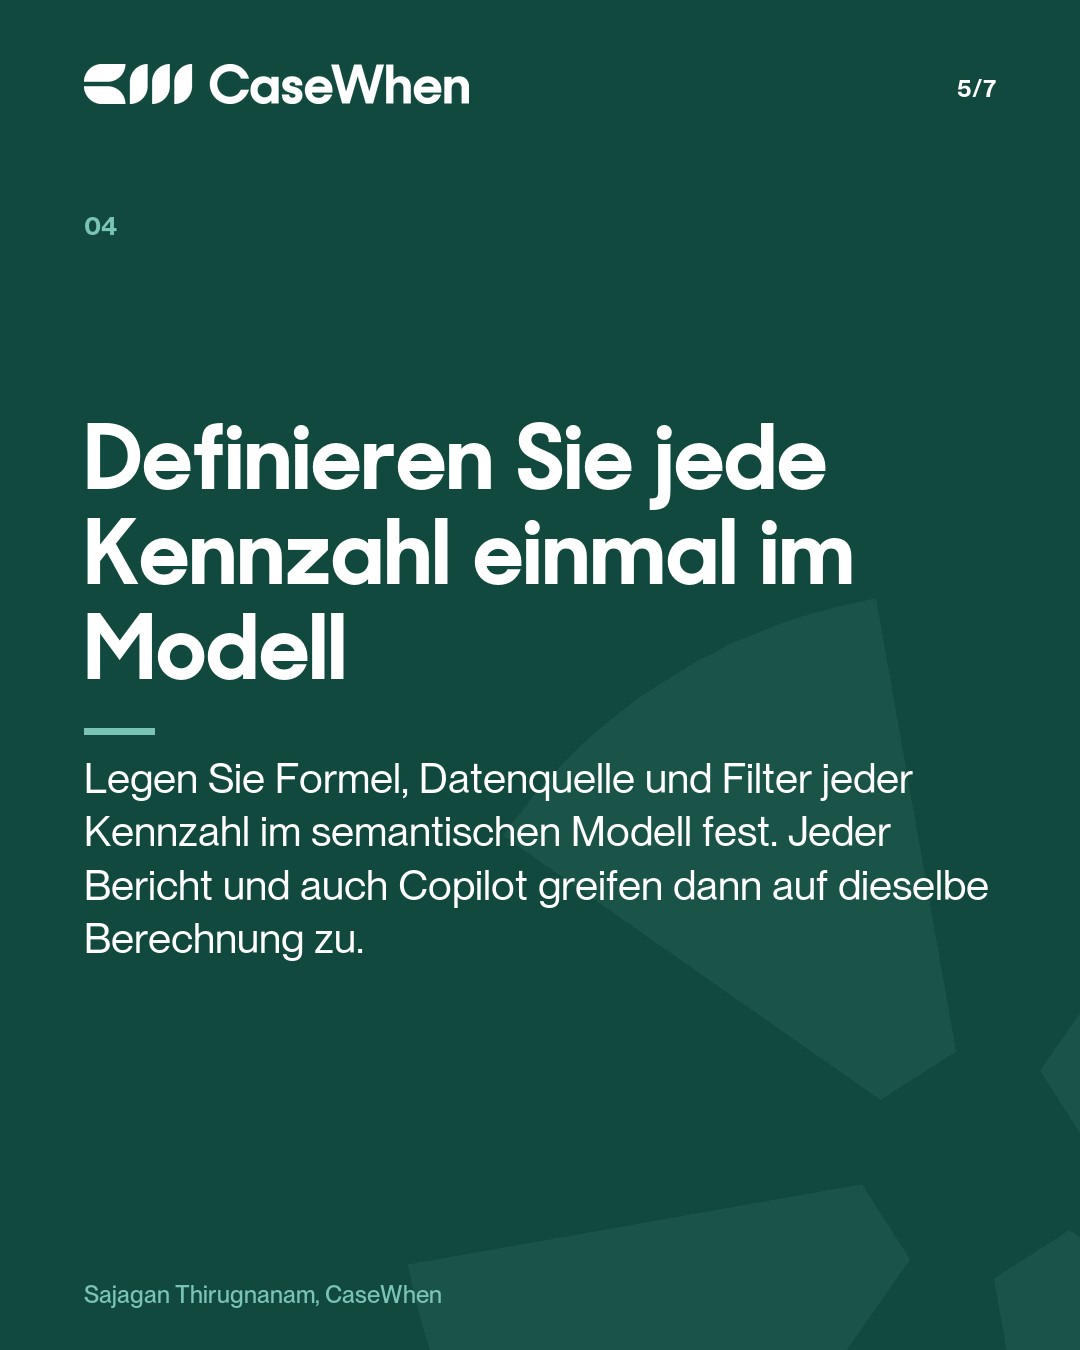 CaseWhen
5/7
04
Definieren Sie jede
Kennzahl einmal im
Modell
Legen Sie Formel, Datenquelle und Filter jeder
Kennzahl im semantischen Modell fest. Jeder
Bericht und auch Copilot greifen dann auf dieselbe
Berechnung zu.
Sajagan Thirugnanam, CaseWhen